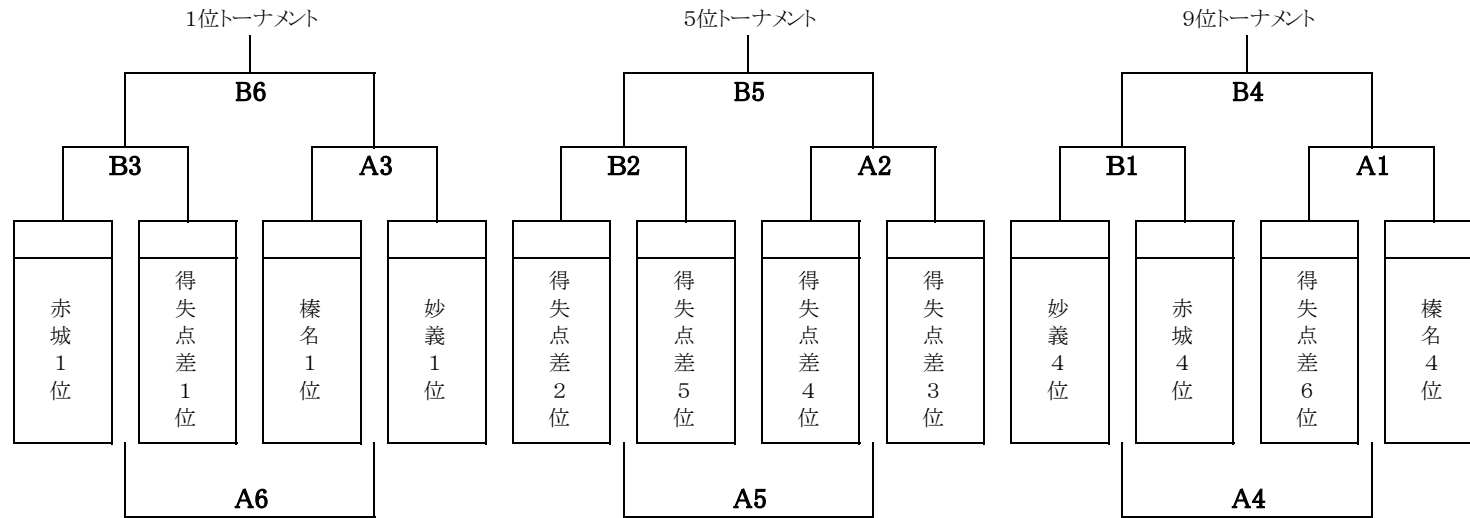 1位トーナメント
5位トーナメント
9位トーナメント
B6
B5
B4
B3
A3
B2
A2
B1
A1
赤城1位
得失点差1位
榛名1位
妙義1位
得失点差2位
得失点差5位
得失点差4位
得失点差3位
妙義4位
赤城4位
得失点差6位
榛名4位
A6
A5
A4